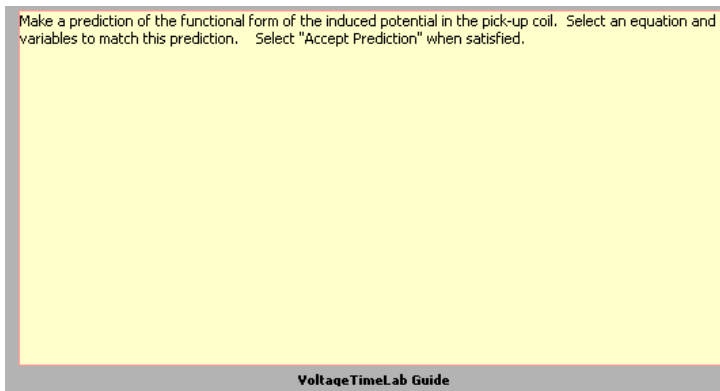 Make a prediction of the functional form of the induced potential in the pick-up coil.  Select an equation and
variables to match this prediction.    Select "Accept Prediction" when satisfied.
VoltageTimeLab Guide